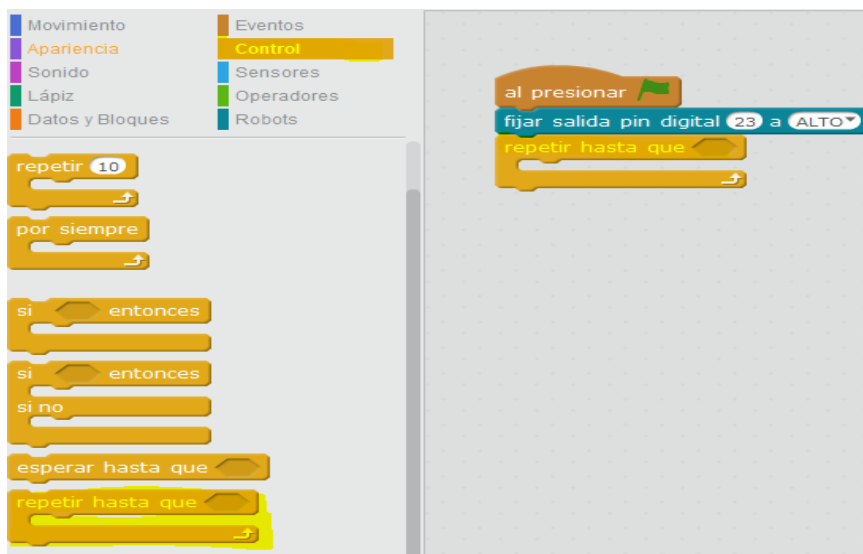 Movimiento
Apariencia
Sonido
Lápiz
Datos y Bloques
Eventos
Control
Sensores
Operadores
Robots
repetir 10
por siempre
si entonces
si entonces
si no
esperar hasta que
repetir hasta que
al presionar
fijar salida pin digital 23 a ALTO
repetir hasta que